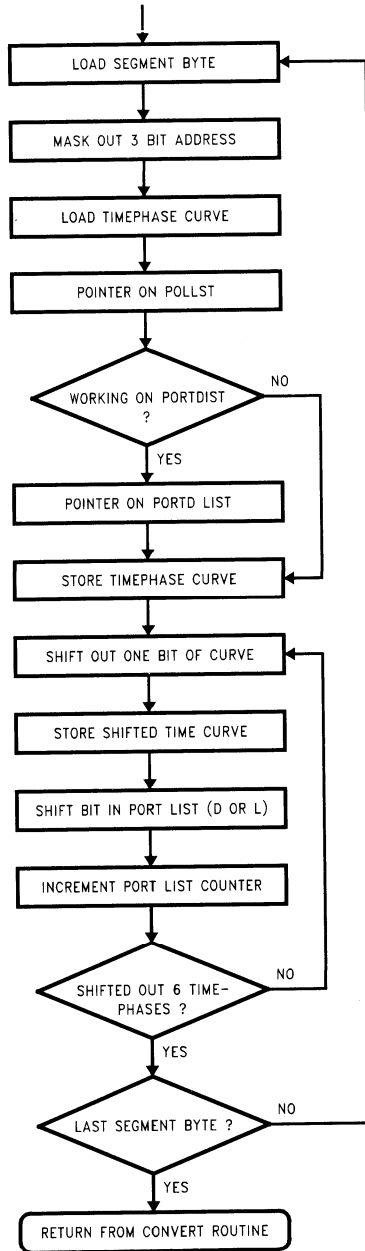 LOAD SEGMENT BYTE
MASK OUT 3 BIT ADDRESS
LOAD TIMEPHASE CURVE
POINTER ON POLLST
WORKING ON PORTDIST
?
NO
YES
POINTER ON PORTD LIST
STORE TIMEPHASE CURVE
SHIFT OUT ONE BIT OF CURVE
STORE SHIFTED TIME CURVE
SHIFT BIT IN PORT LIST (D OR L)
INCREMENT PORT LIST COUNTER
SHIFTED OUT 6 TIME-
PHASES ?
NO
YES
LAST SEGMENT BYTE ?
NO
YES
RETURN FROM CONVERT ROUTINE